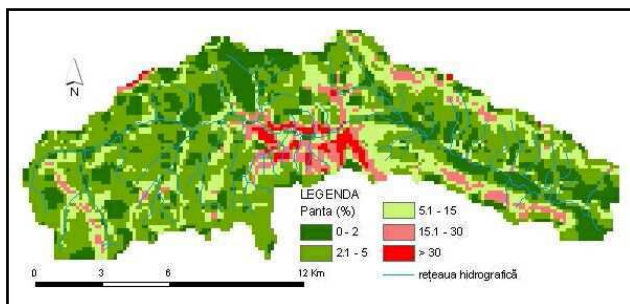 N
LEGENDA
Panta (%)
0 - 2
2.1 - 5
5.1 - 15
15.1 - 30
> 30
rețeaua hidrografică
0 3 6 12 Km